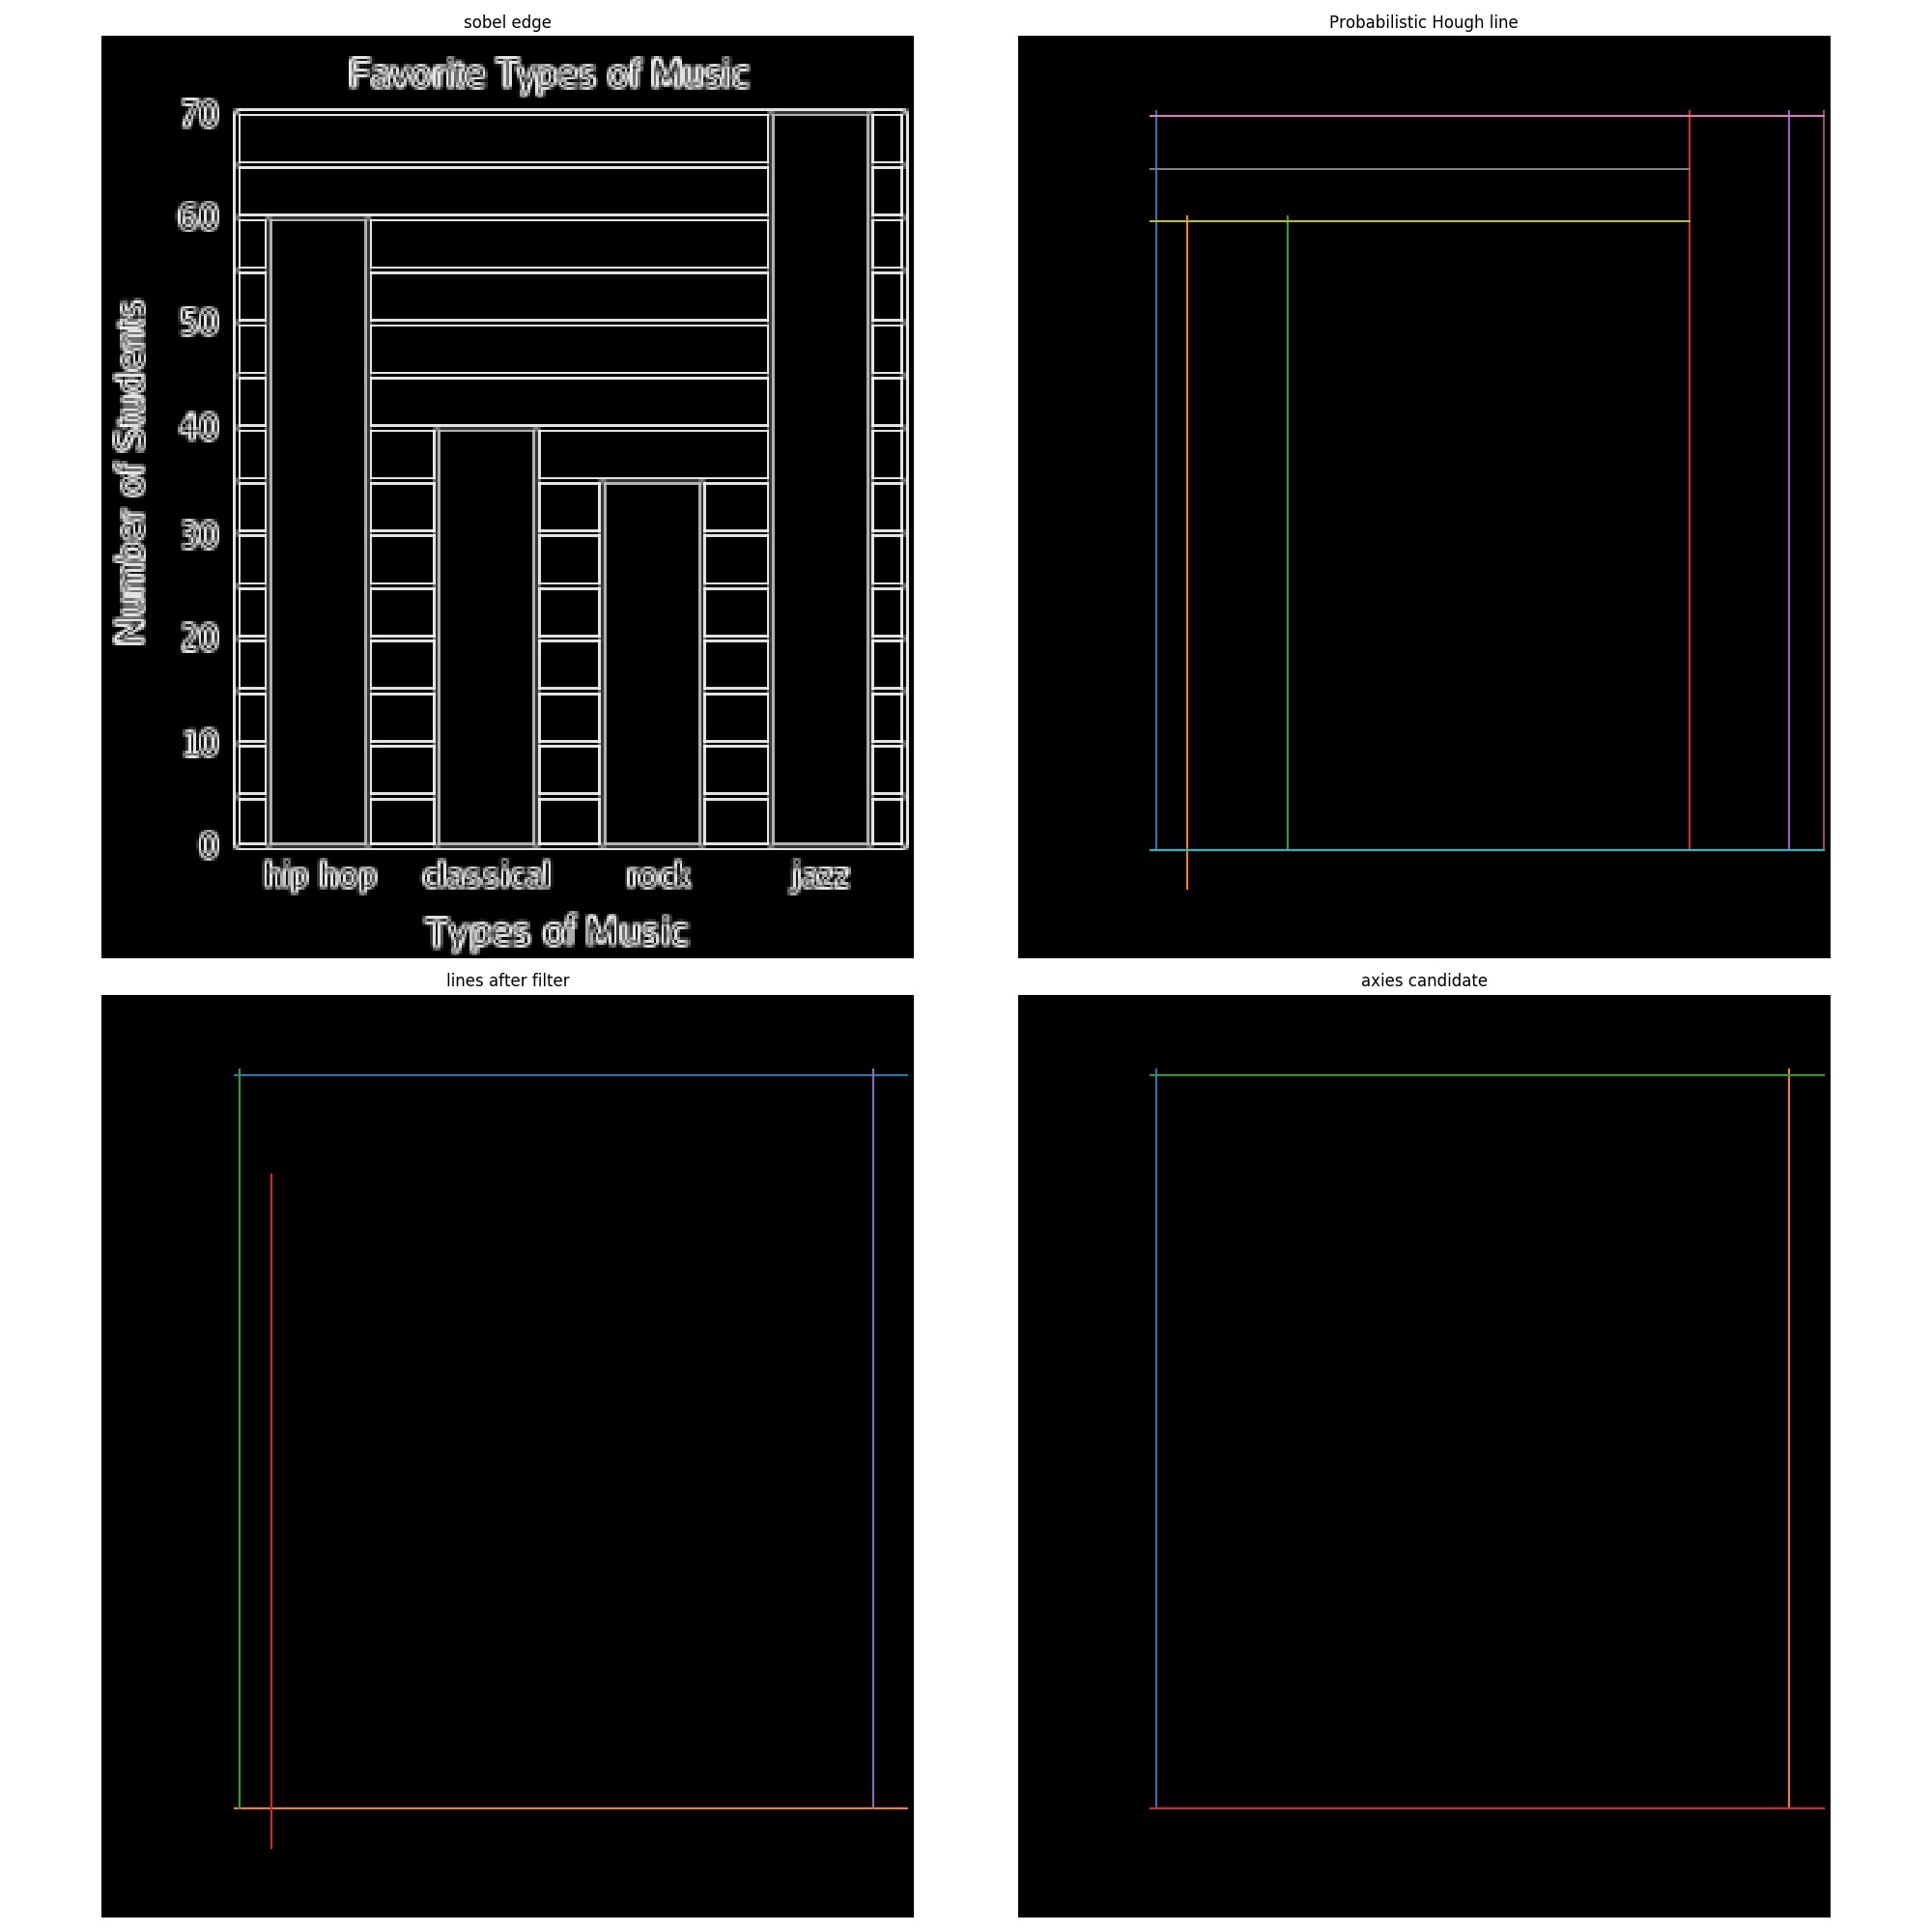 sobel edge
Favorite Types of Music
70
60
50
40
30
20
10
0
Number of Students
hip hop classical rock jazz
Types of Music
Probabilistic Hough line
lines after filter
axies candidate